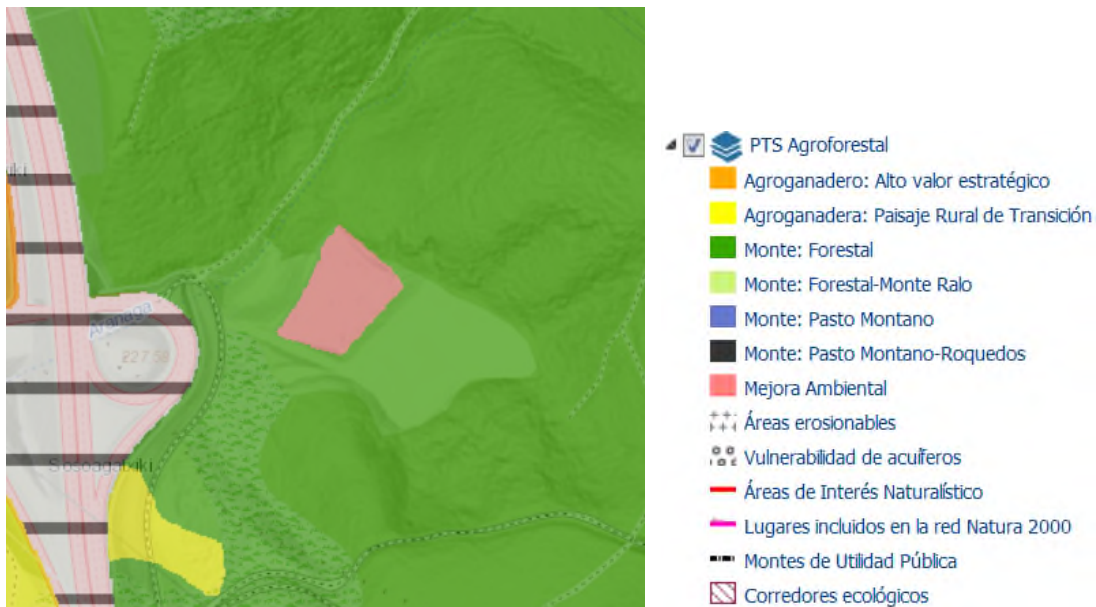 Aranaga
227.58
Sosoagabuki
PTS Agroforestal
Agroganadero: Alto valor estratégico
Agroganadera: Paisaje Rural de Transición
Monte: Forestal
Monte: Forestal-Monte Ralo
Monte: Pasto Montano
Monte: Pasto Montano-Roquedos
Mejora Ambiental
Áreas erosionables
Vulnerabilidad de acuíferos
Áreas de Interés Naturalístico
Lugares incluidos en la red Natura 2000
Montes de Utilidad Pública
Corredores ecológicos